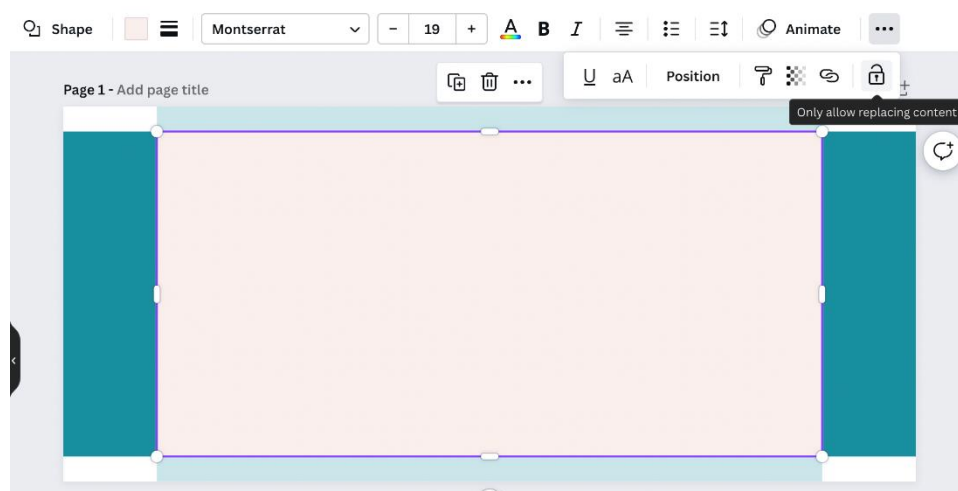 Shape Montserrat - 19 + A B I Animate
U aA Position
Page 1 - Add page title
Only allow replacing content